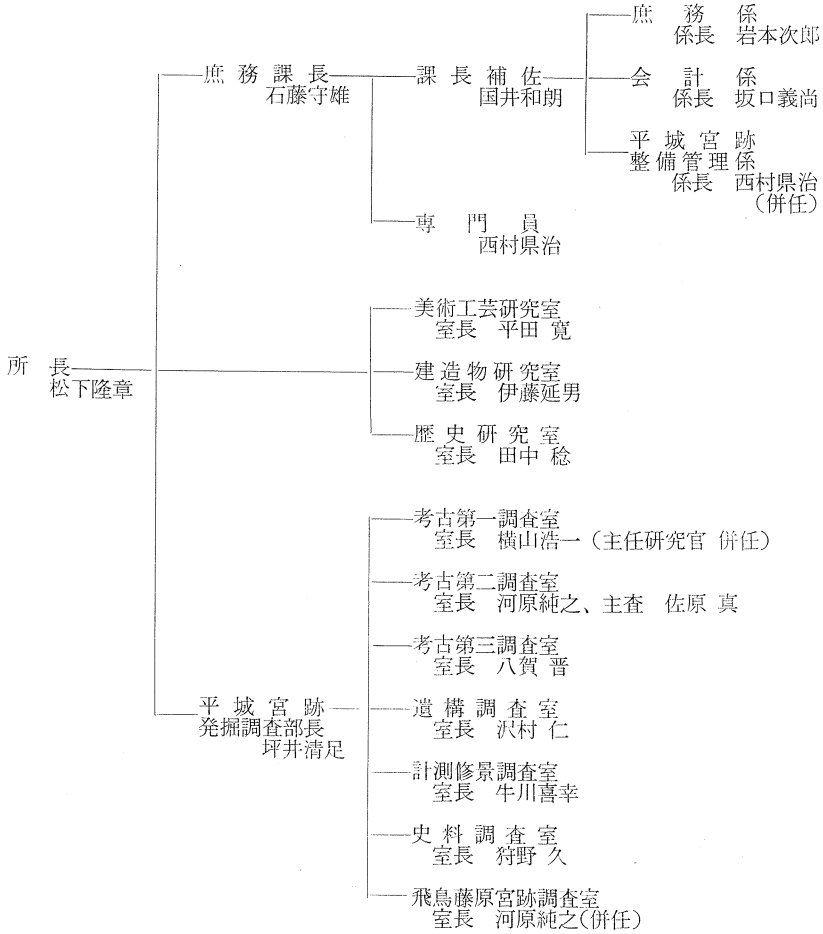 所長
松下隆章
庶務課長
石藤守雄
課長補佐
国井和朗
庶務係
係長 岩本次郎
会計係
係長 坂口義尚
平城宮跡
整備管理係
係長 西村県治
(併任)
専門員
西村県治
美術工芸研究室
室長 平田寛
建造物研究室
室長 伊藤延男
歴史研究室
室長 田中稔
平城宮跡
発掘調査部長
坪井清足
考古第一調査室
室長 横山浩一(主任研究官 併任)
考古第二調査室
室長 河原純之、主査 佐原真
考古第三調査室
室長 八賀晋
遺構調査室
室長 沢村仁
計測修景調査室
室長 牛川喜幸
史料調査室
室長 狩野久
飛鳥藤原宮跡調査室
室長 河原純之(併任)